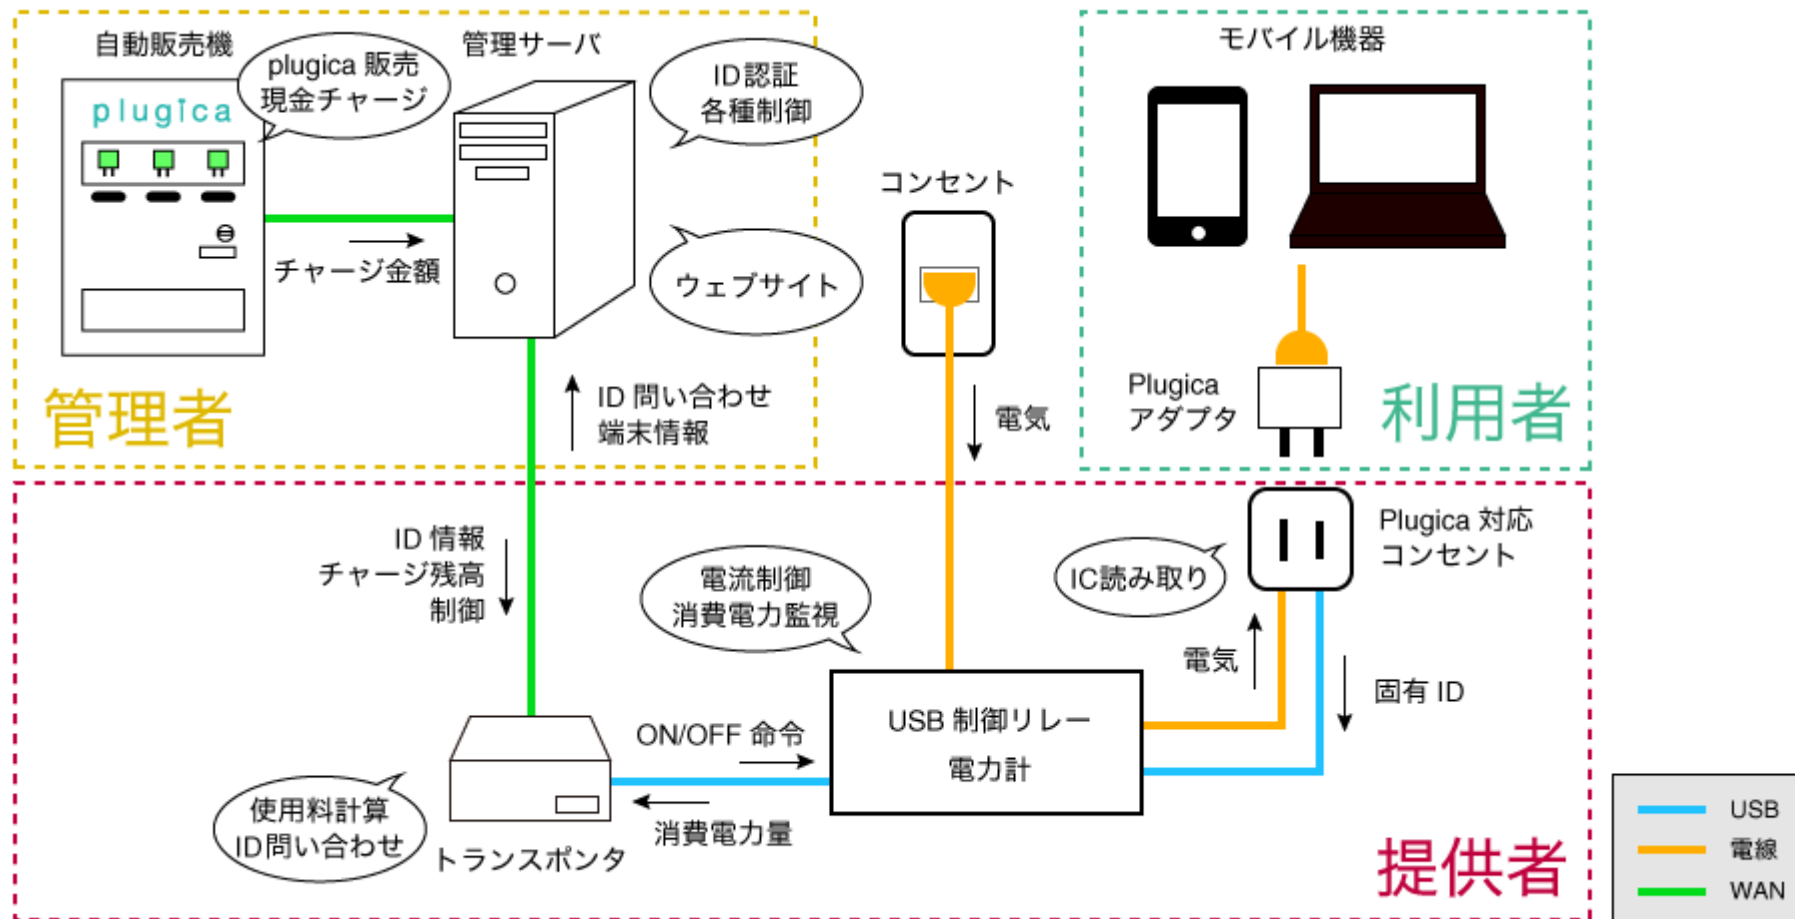 自動販売機
plugica 販売
現金チャージ
plugica
管理サーバ
ID認証
各種制御
チャージ金額
ウェブサイト
管理者
ID 問い合わせ
端末情報
コンセント
電気
モバイル機器
Plugica
アダプタ
利用者
ID 情報
チャージ残高
制御
電流制御
消費電力監視
IC読み取り
Plugica 対応
コンセント
電気
固有 ID
ON/OFF 命令
USB 制御リレー
電力計
使用料計算
ID問い合わせ
トランスポンタ
消費電力量
提供者
USB
電線
WAN